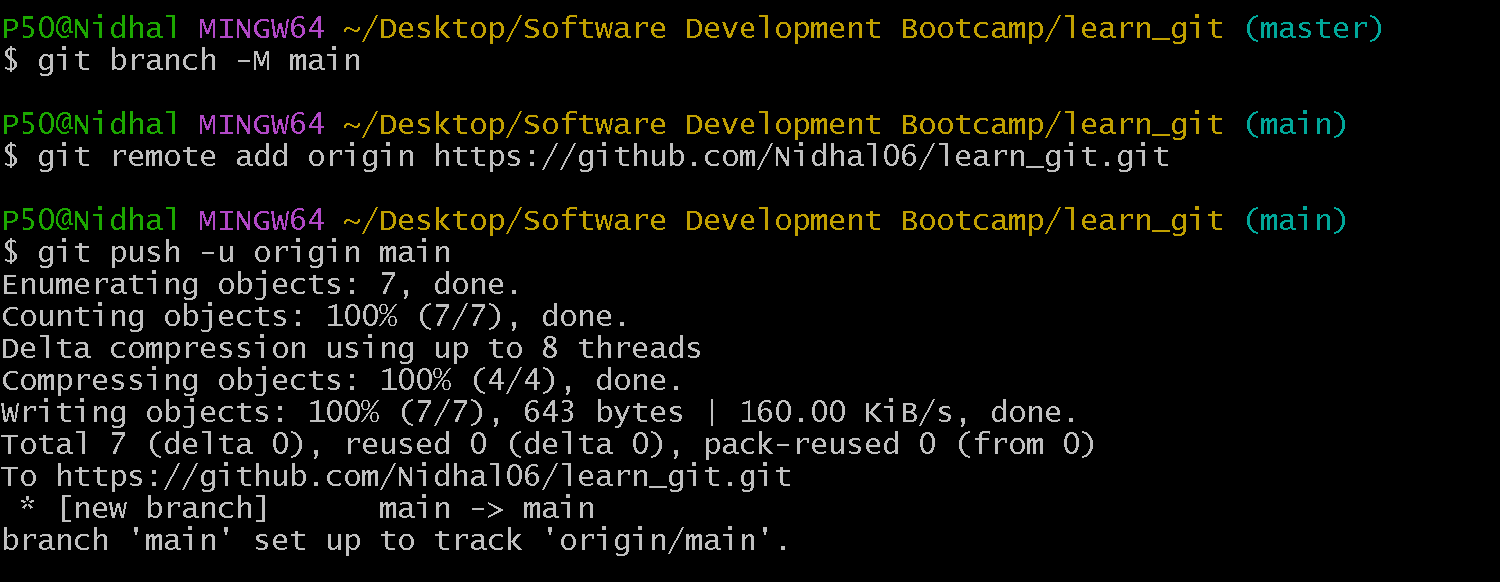 P50@Nidhal MINGW64 ~/Desktop/Software Development Bootcamp/learn_git (master)
$ git branch -M main
P50@Nidhal MINGW64 ~/Desktop/Software Development Bootcamp/learn_git (main)
$ git remote add origin https://github.com/Nidhal06/learn_git.git
P50@Nidhal MINGW64 ~/Desktop/Software Development Bootcamp/learn_git (main)
$ git push -u origin main
Enumerating objects: 7, done.
Counting objects: 100% (7/7), done.
Delta compression using up to 8 threads
Compressing objects: 100% (4/4), done.
Writing objects: 100% (7/7), 643 bytes | 160.00 KiB/s, done.
Total 7 (delta 0), reused 0 (delta 0), pack-reused 0 (from 0)
To https://github.com/Nidhal06/learn_git.git
 * [new branch]      main -> main
branch 'main' set up to track 'origin/main'.